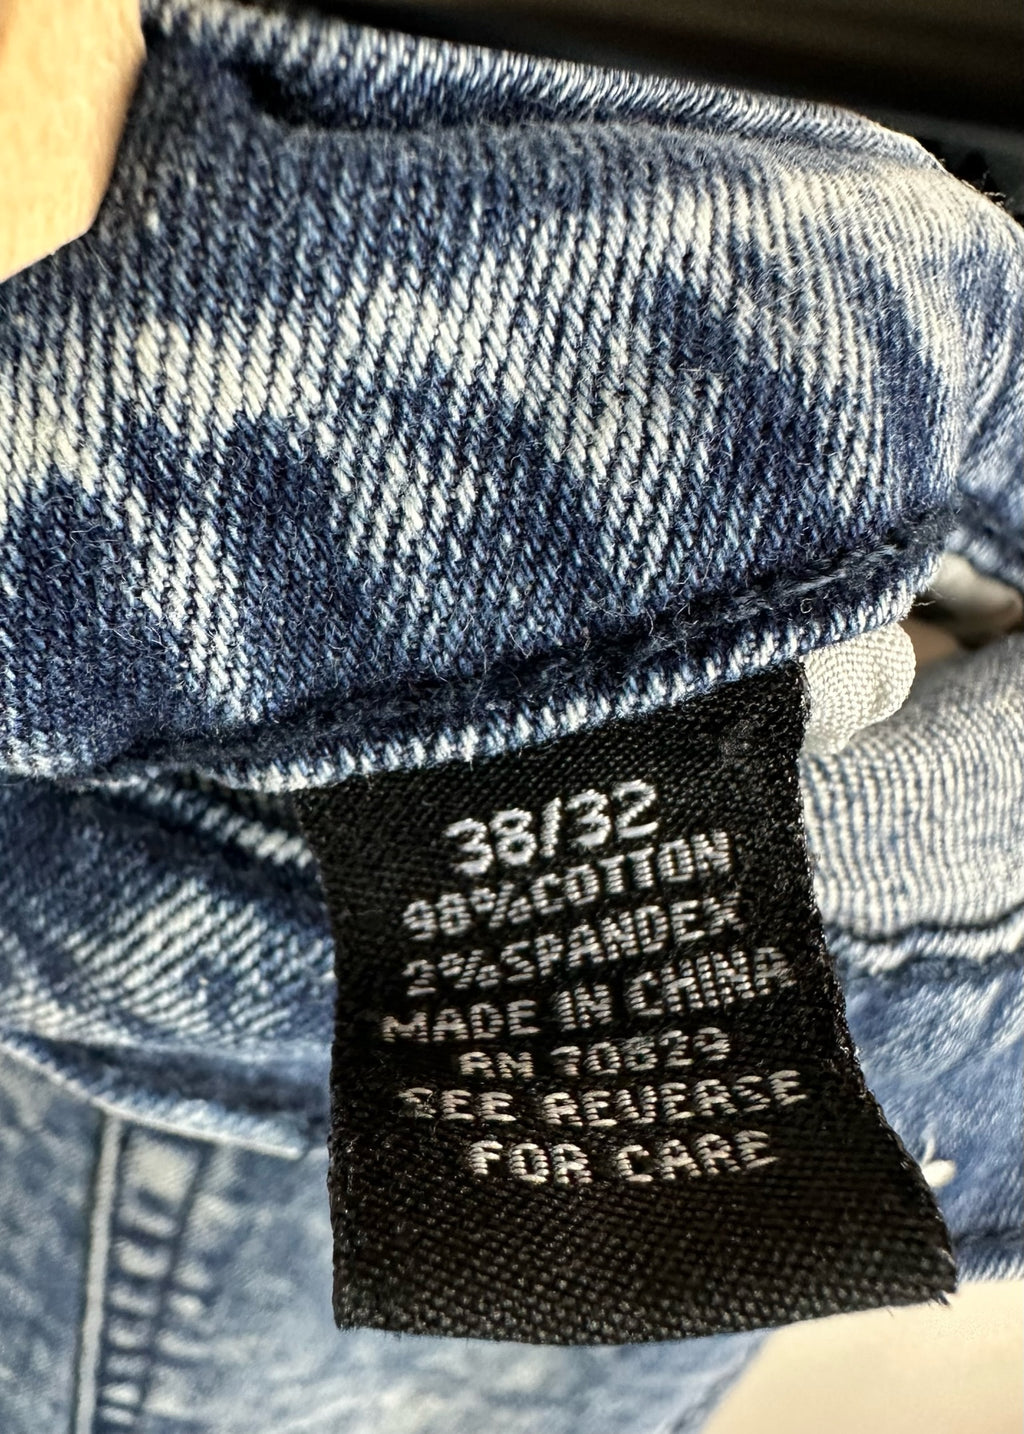 38/32
98% COTTON
2% SPANDEX
MADE IN CHINA
RN 70829
SEE REVERSE
FOR CARE